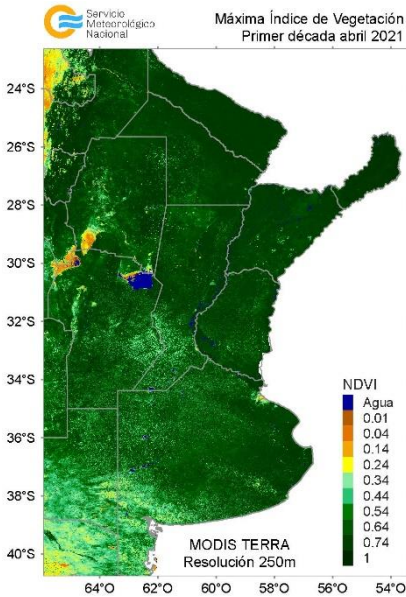 Servicio
Meteorológico
Nacional
Máxima Índice de Vegetación
Primer década abril 2021
24°S
26°S
28°S
30°S
32°S
34°S
36°S
38°S
40°S
NDVI
Agua
0.01
0.04
0.14
0.24
0.34
0.44
0.54
0.64
0.74
1
MODIS TERRA
Resolución 250m
64°O
62°O
60°O
58°O
56°O
54°O